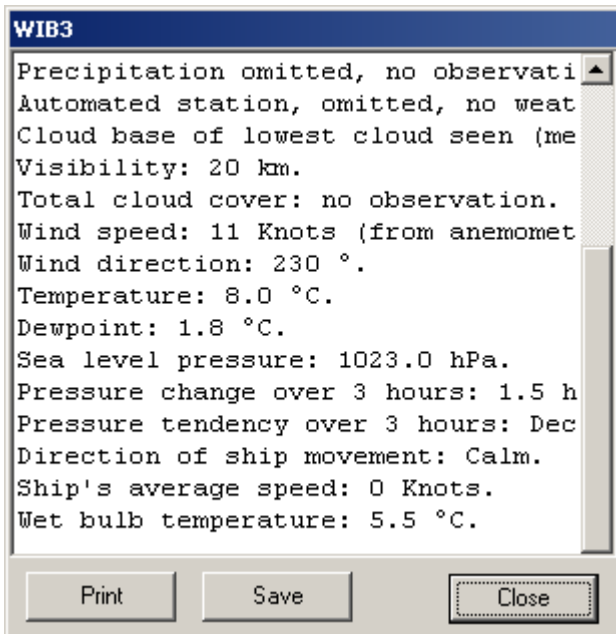 WIB3
Precipitation omitted, no observati
Automated station, omitted, no weat
Cloud base of lowest cloud seen (me
Visibility: 20 km.
Total cloud cover: no observation.
Wind speed: 11 Knots (from anemomet
Wind direction: 230 °.
Temperature: 8.0 °C.
Dewpoint: 1.8 °C.
Sea level pressure: 1023.0 hPa.
Pressure change over 3 hours: 1.5 h
Pressure tendency over 3 hours: Dec
Direction of ship movement: Calm.
Ship's average speed: 0 Knots.
Wet bulb temperature: 5.5 °C.
Print Save Close